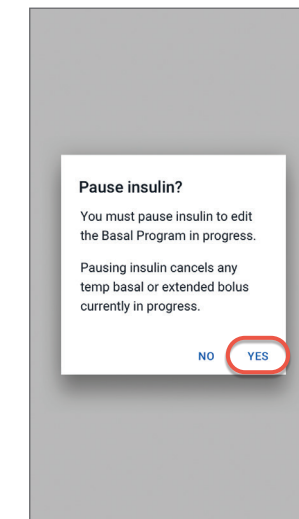 Pause insulin?
You must pause insulin to edit
the Basal Program in progress.
Pausing insulin cancels any
temp basal or extended bolus
currently in progress.
NO YES